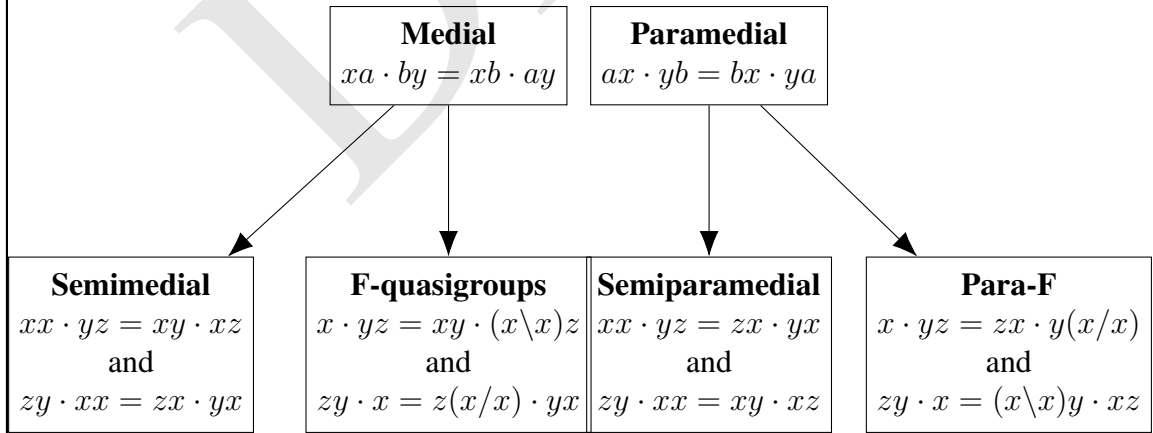 Medial
xa · by = xb · ay
Paramedial
ax · yb = bx · ya
Semimedial
xx · yz = xy · xz
and
zy · xx = zx · yx
F-quasigroups
x · yz = xy · (x\x)z
and
zy · x = z(x/x) · yx
Semiparamedial
xx · yz = zx · yx
and
zy · xx = xy · xz
Para-F
x · yz = zx · y(x/x)
and
zy · x = (x\x)y · xz